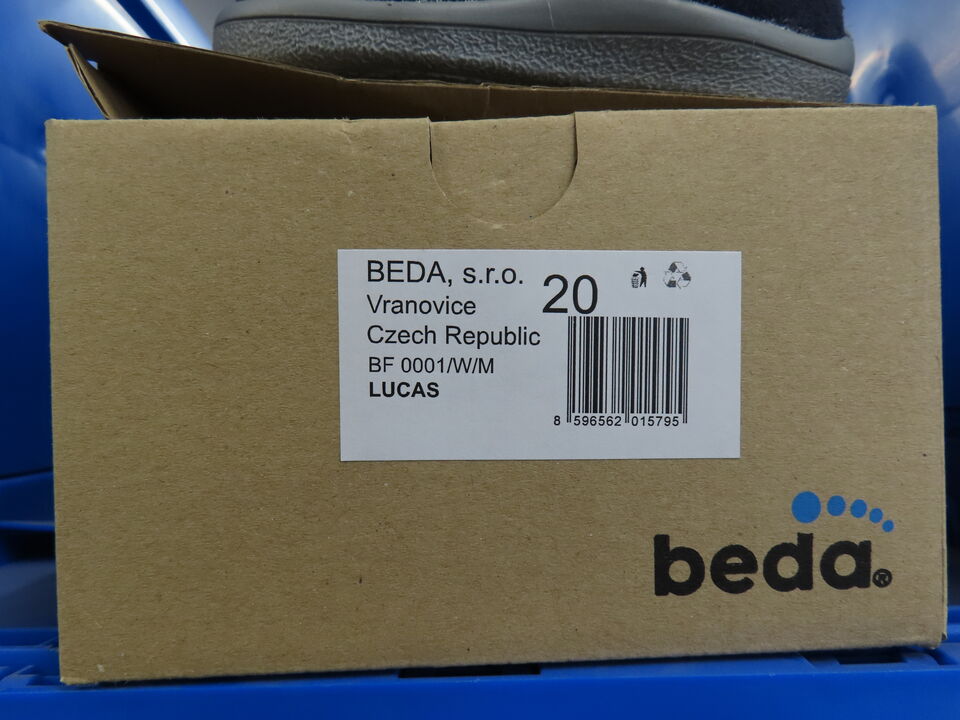 BEDA, s.r.o.
20
Vranovice
Czech Republic
BF 0001/W/M
LUCAS
8 596562 015795
beda®